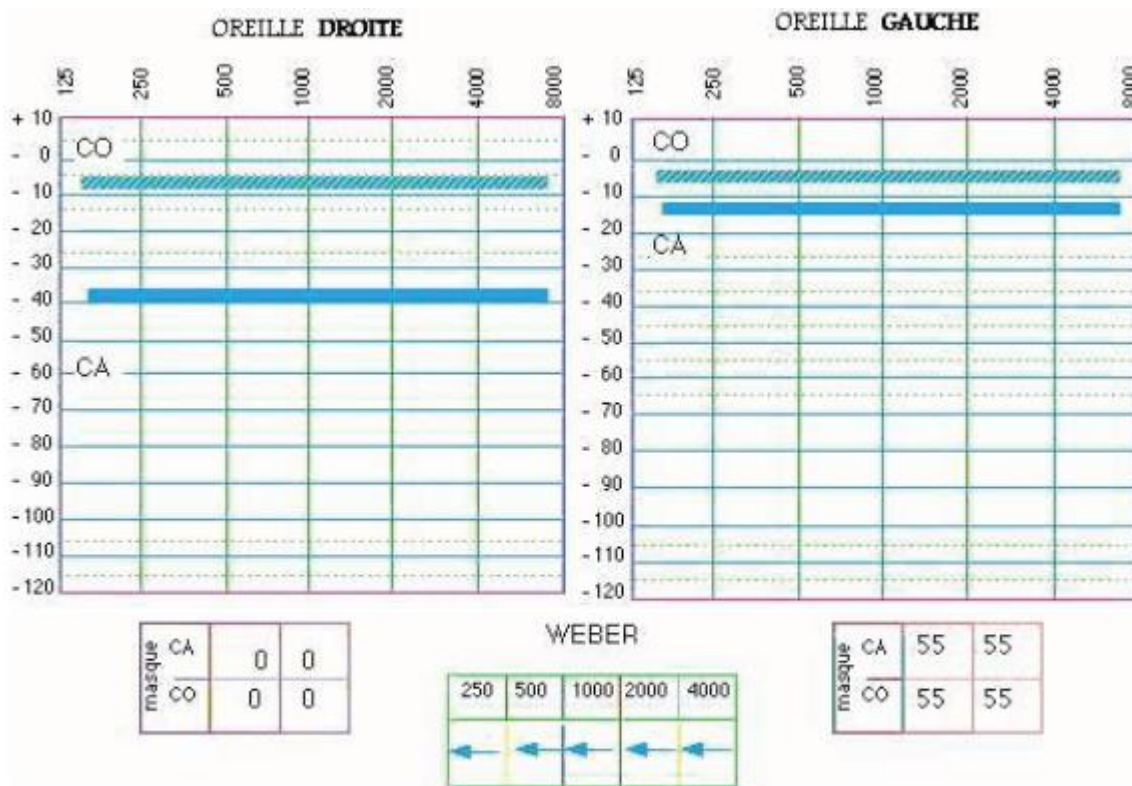 OREILLE DROITE
125 250 500 1000 2000 4000 8000
+ 10
- 0
- 10
- 20
- 30
- 40
- 50
- 60
- 70
- 80
- 90
- 100
- 110
- 120
CO
CA
OREILLE GAUCHE
125 250 500 1000 2000 4000 8000
+ 10
- 0
- 10
- 20
- 30
- 40
- 50
- 60
- 70
- 80
- 90
- 100
- 110
- 120
CO
CA
masque
CA 0 0
CO 0 0
WEBER
250 500 1000 2000 4000
masque
CA 55 55
CO 55 55